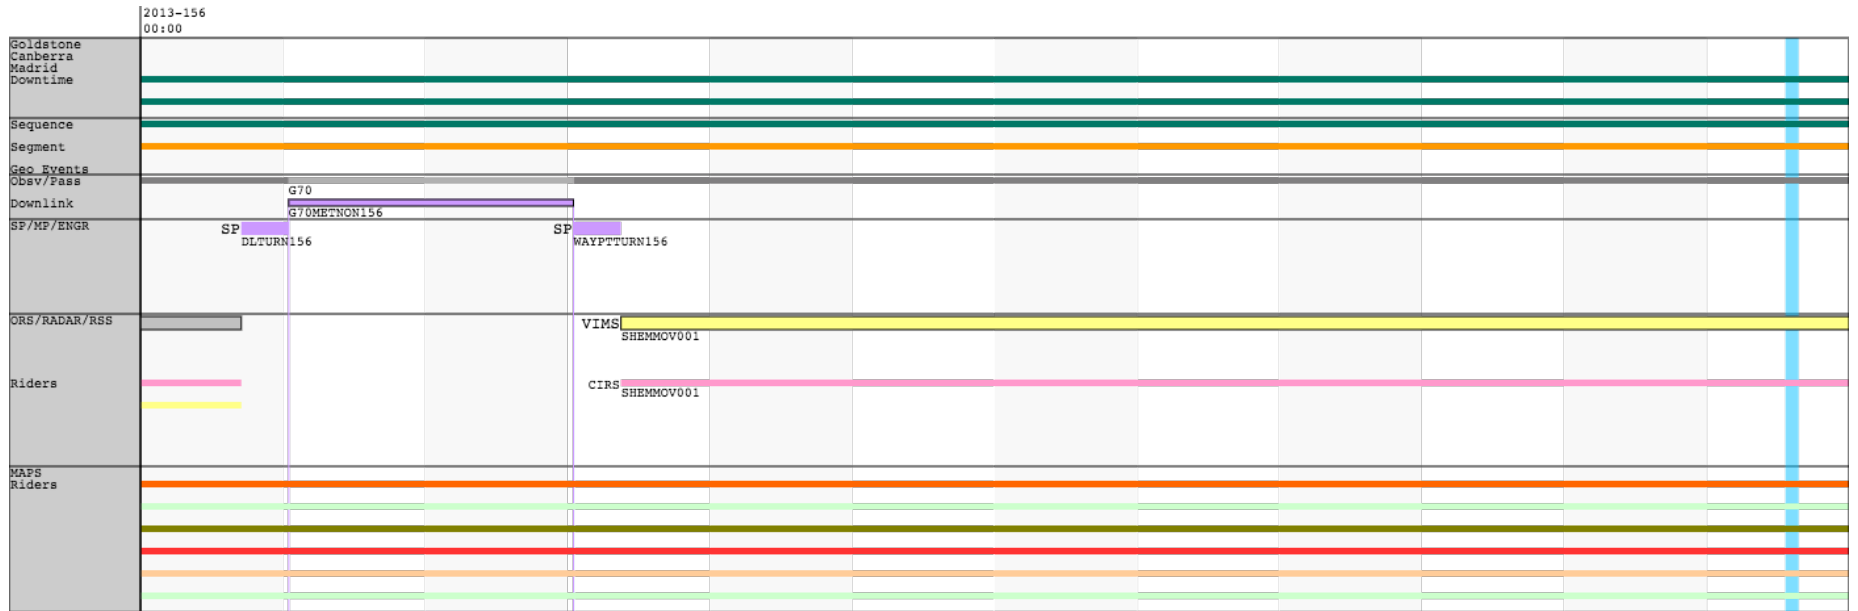 2013-156
00:00
Goldstone
Canberra
Madrid
Downtime
Sequence
Segment
Geo Events
Obsv/Pass
G70
Downlink
G70METNON156
SP/MP/ENGR
SP
SP
DLTURN156
WAYPTTURN156
ORS/RADAR/RSS
VIMS
SHEMMOV001
Riders
CIRS
SHEMMOV001
MAPS
Riders